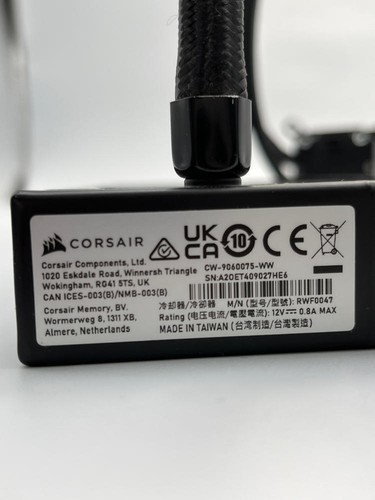 CORSAIR
UK
CA
10
CE
Corsair Components, Ltd.
1020 Eskdale Road, Winnersh Triangle
Wokingham, RG41 5TS, UK
CAN ICES-003(B)/NMB-003(B)
Corsair Memory, BV.
Wormerweg 8, 1311 XB,
Almere, Netherlands
CW-9060075-WW
SN:A20ET409027HE6
冷却器/冷卻器 M/N (型号/型號): RWF0047
Rating (电压电流/電壓電流): 12V⎓ 0.8A MAX
MADE IN TAIWAN (台湾制造/台灣製造)